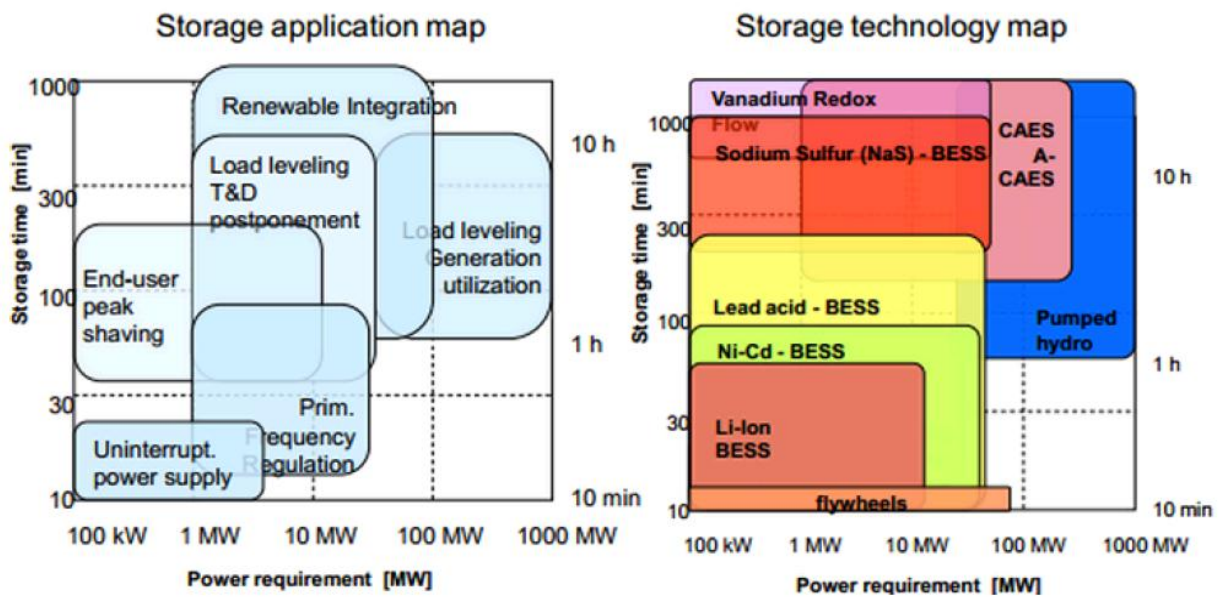 Storage application map
1000
300
100
30
10
Storage time [min]
Renewable Integration
Load leveling
T&D
postponement
Load leveling
Generation
utilization
End-user
peak
shaving
Prim.
Frequency
Regulation
Uninterrupt.
power supply
10 h
1 h
10 min
100 kW
1 MW
10 MW
100 MW
1000 MW
Power requirement [MW]
Storage technology map
1000
300
100
30
10
Storage time [min]
Vanadium Redox
Flow
Sodium Sulfur (NaS) - BESS
CAES
A-
CAES
Lead acid - BESS
Pumped
hydro
Ni-Cd - BESS
Li-Ion
BESS
flywheels
10 h
1 h
10 min
100 kW
1 MW
10 MW
100 MW
1000 MW
Power requirement [MW]